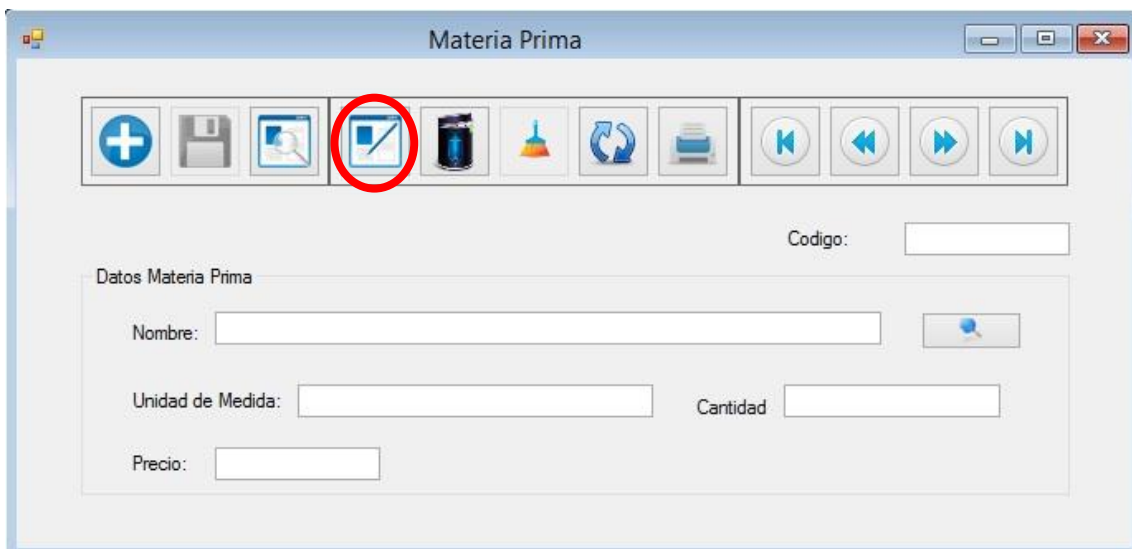 Materia Prima
Codigo:
Datos Materia Prima
Nombre:
Unidad de Medida:
Cantidad
Precio: